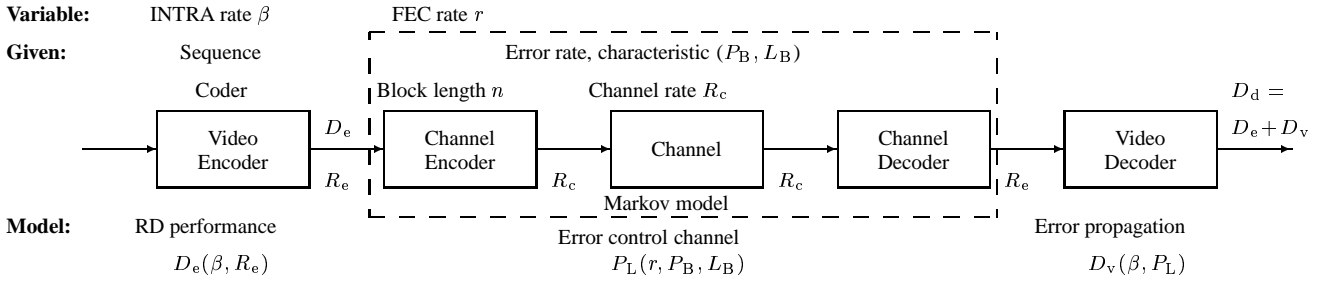 Variable: INTRA rate β FEC rate r
Given: Sequence Error rate, characteristic (P_B, L_B)
Coder Block length n Channel rate R_c D_d =
D_e Video Encoder Channel Encoder Channel Channel Decoder Video Decoder D_e + D_v
R_e R_c R_c R_e
Markov model
Model: RD performance Error control channel Error propagation
D_e(β, R_e) P_L(r, P_B, L_B) D_v(β, P_L)